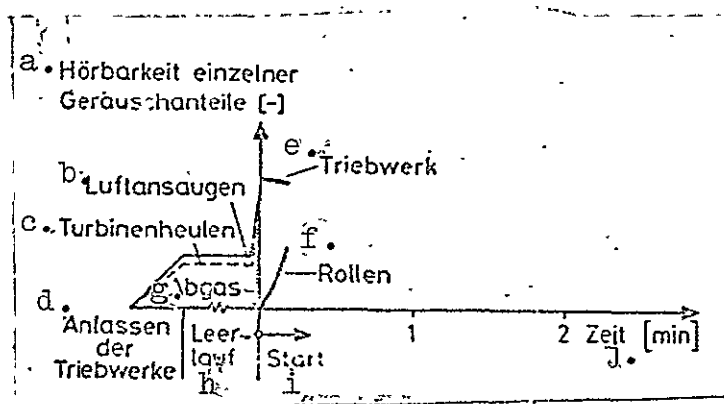 a. Hörbarkeit einzelner
Geräuschanteile [-]
e. Triebwerk
b. Luftansaugen
c. Turbinenheulen
f.
Rollen
g. Abgas
d.
Anlassen
der
Triebwerke
Leer-
lauf
h
Start
i
1
2
Zeit [min]
J.